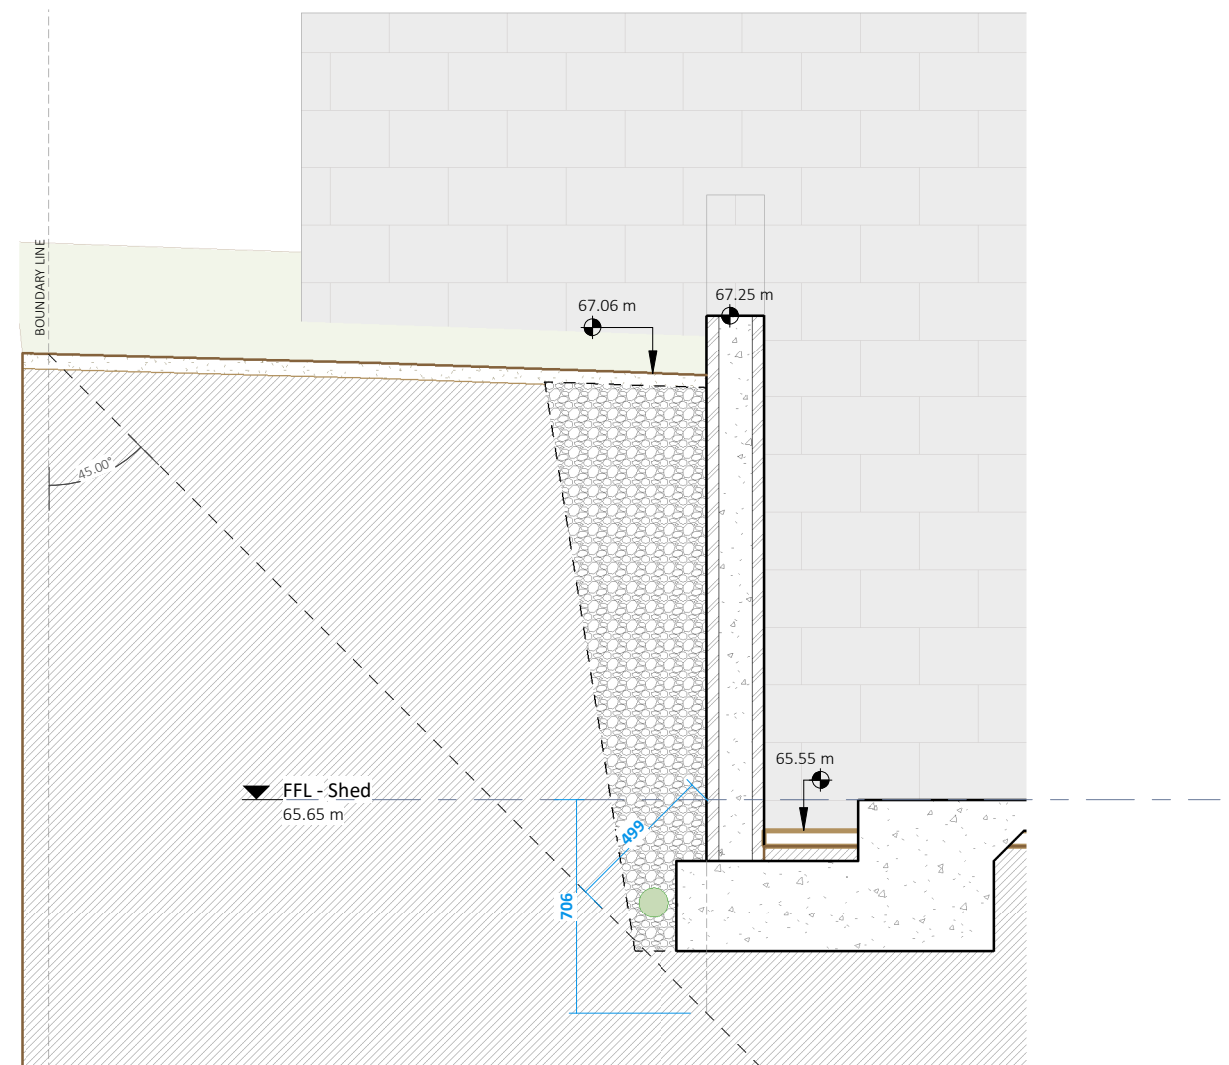 BOUNDARY LINE
67.06 m
67.25 m
45.00°
65.55 m
FFL - Shed
65.65 m
499
706